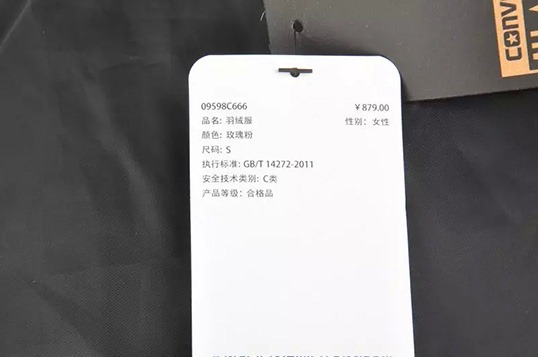 CONV
09598C666 ￥879.00
品名: 羽绒服 性别: 女性
颜色: 玫瑰粉
尺码: S
执行标准: GB/T 14272-2011
安全技术类别: C类
产品等级: 合格品